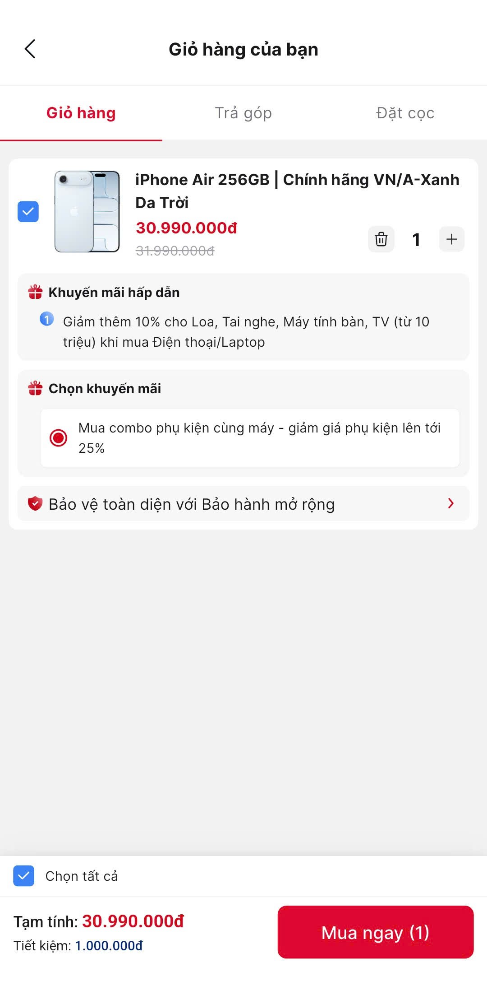 Giỏ hàng của bạn
Giỏ hàng
Trả góp
Đặt cọc
iPhone Air 256GB | Chính hãng VN/A-Xanh
Da Trời
30.990.000đ
31.990.000đ
1
Khuyến mãi hấp dẫn
1 Giảm thêm 10% cho Loa, Tai nghe, Máy tính bàn, TV (từ 10
triệu) khi mua Điện thoại/Laptop
Chọn khuyến mãi
Mua combo phụ kiện cùng máy - giảm giá phụ kiện lên tới
25%
Bảo vệ toàn diện với Bảo hành mở rộng
Chọn tất cả
Tạm tính: 30.990.000đ
Tiết kiệm: 1.000.000đ
Mua ngay (1)